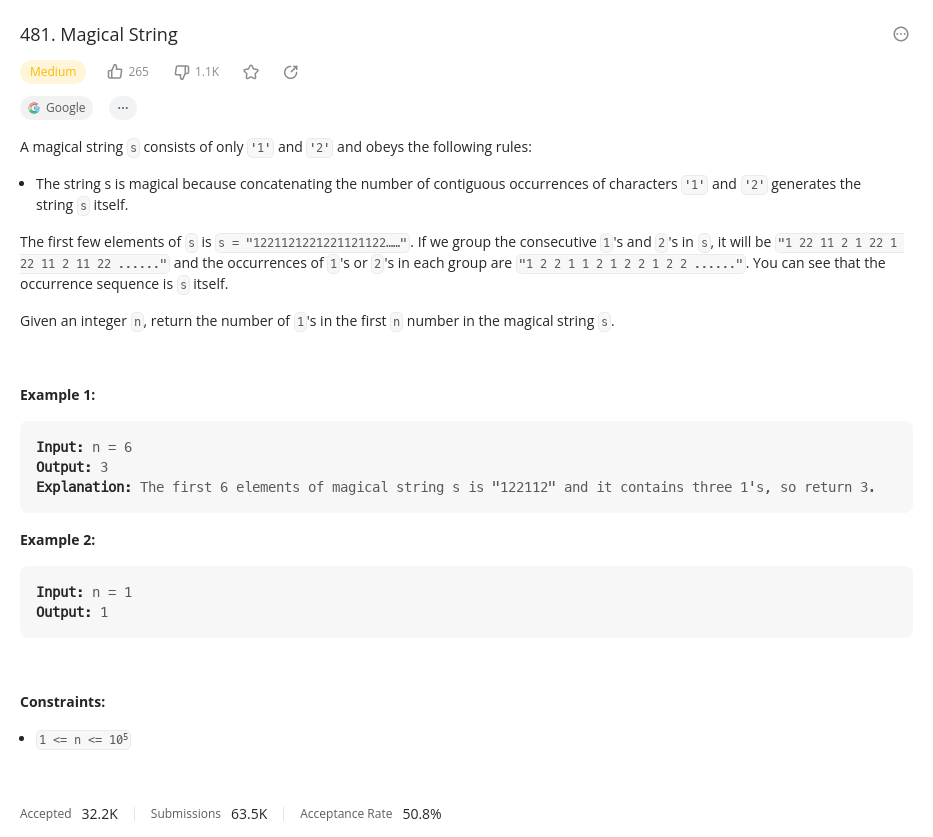 481. Magical String
Medium 265 1.1K
Google ...
A magical string s consists of only '1' and '2' and obeys the following rules:
• The string s is magical because concatenating the number of contiguous occurrences of characters '1' and '2' generates the
string s itself.
The first few elements of s is s = "1221121221221121122……". If we group the consecutive 1's and 2's in s, it will be "1 22 11 2 1 22 1
22 11 2 11 22 ......" and the occurrences of 1's or 2's in each group are "1 2 2 1 1 2 1 2 2 1 2 2 ......". You can see that the
occurrence sequence is s itself.
Given an integer n, return the number of 1's in the first n number in the magical string s.
Example 1:
Input: n = 6
Output: 3
Explanation: The first 6 elements of magical string s is "122112" and it contains three 1's, so return 3.
Example 2:
Input: n = 1
Output: 1
Constraints:
• 1 <= n <= 10⁵
Accepted 32.2K Submissions 63.5K Acceptance Rate 50.8%